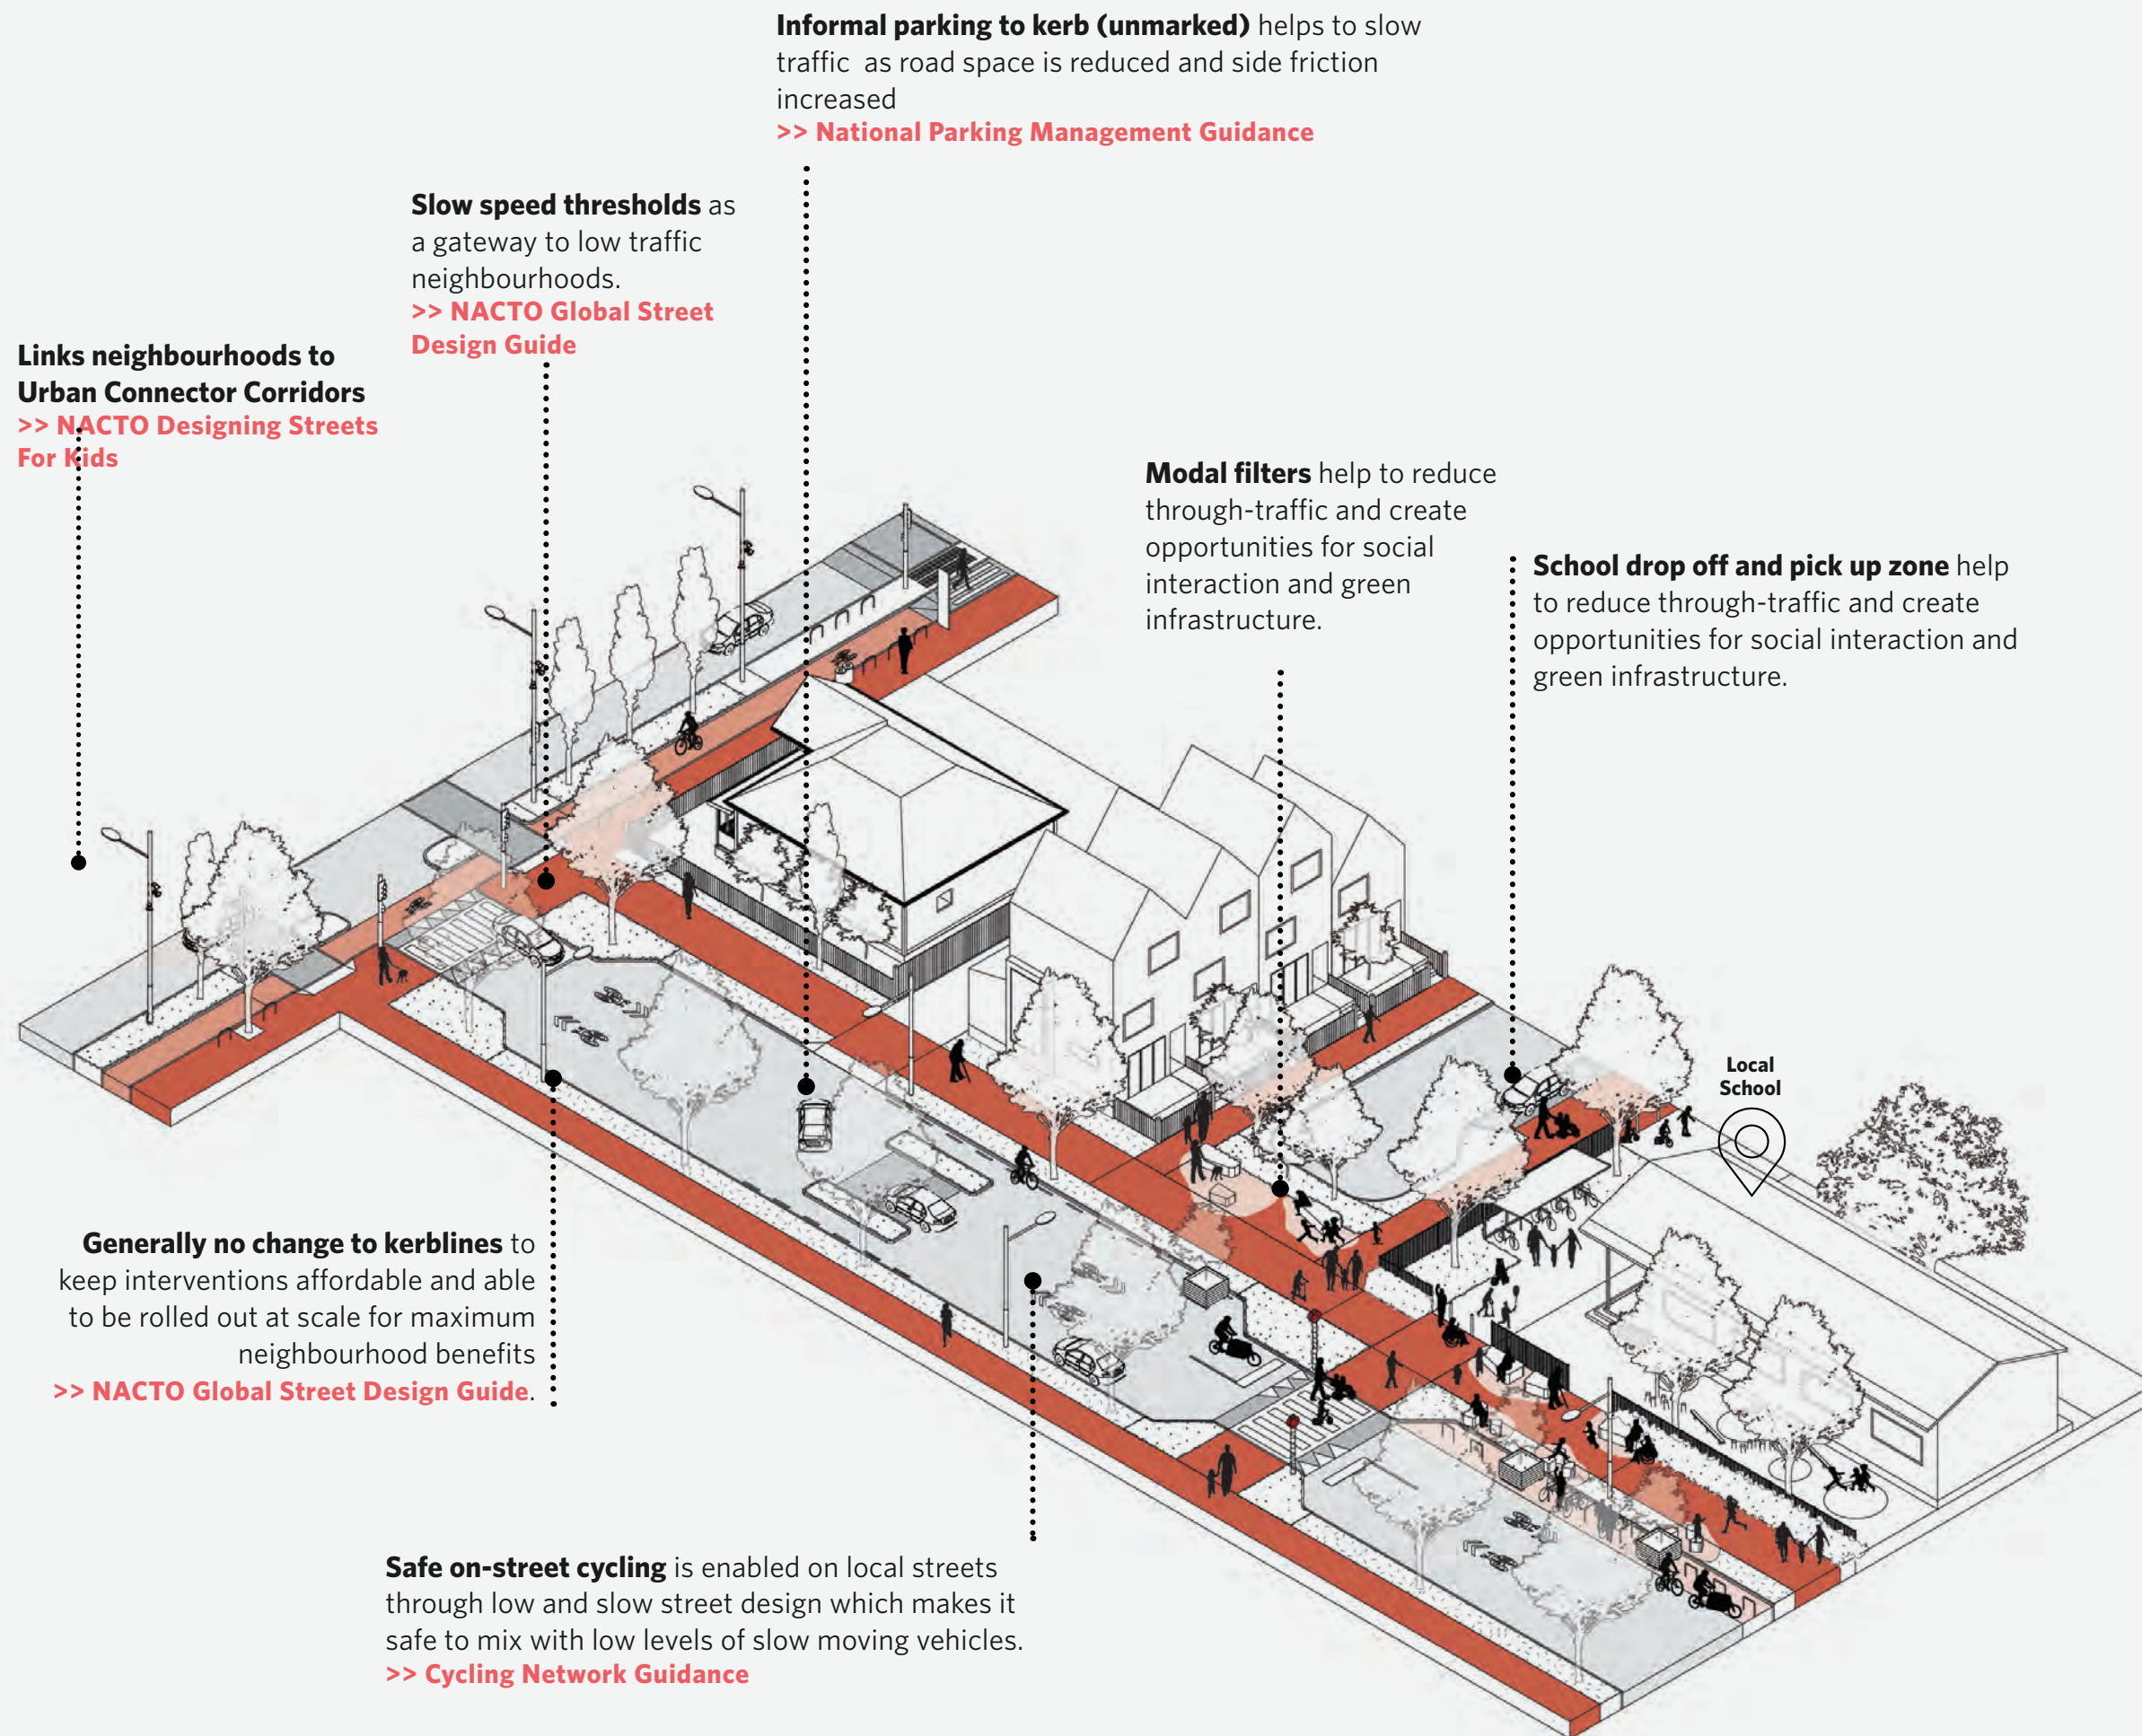 Informal parking to kerb (unmarked) helps to slow
traffic as road space is reduced and side friction
increased
>> National Parking Management Guidance
Slow speed thresholds as
a gateway to low traffic
neighbourhoods.
>> NACTO Global Street
Design Guide
Links neighbourhoods to
Urban Connector Corridors
>> NACTO Designing Streets
For Kids
Modal filters help to reduce
through-traffic and create
opportunities for social
interaction and green
infrastructure.
School drop off and pick up zone help
to reduce through-traffic and create
opportunities for social interaction and
green infrastructure.
Local
School
Generally no change to kerblines to
keep interventions affordable and able
to be rolled out at scale for maximum
neighbourhood benefits
>> NACTO Global Street Design Guide.
Safe on-street cycling is enabled on local streets
through low and slow street design which makes it
safe to mix with low levels of slow moving vehicles.
>> Cycling Network Guidance